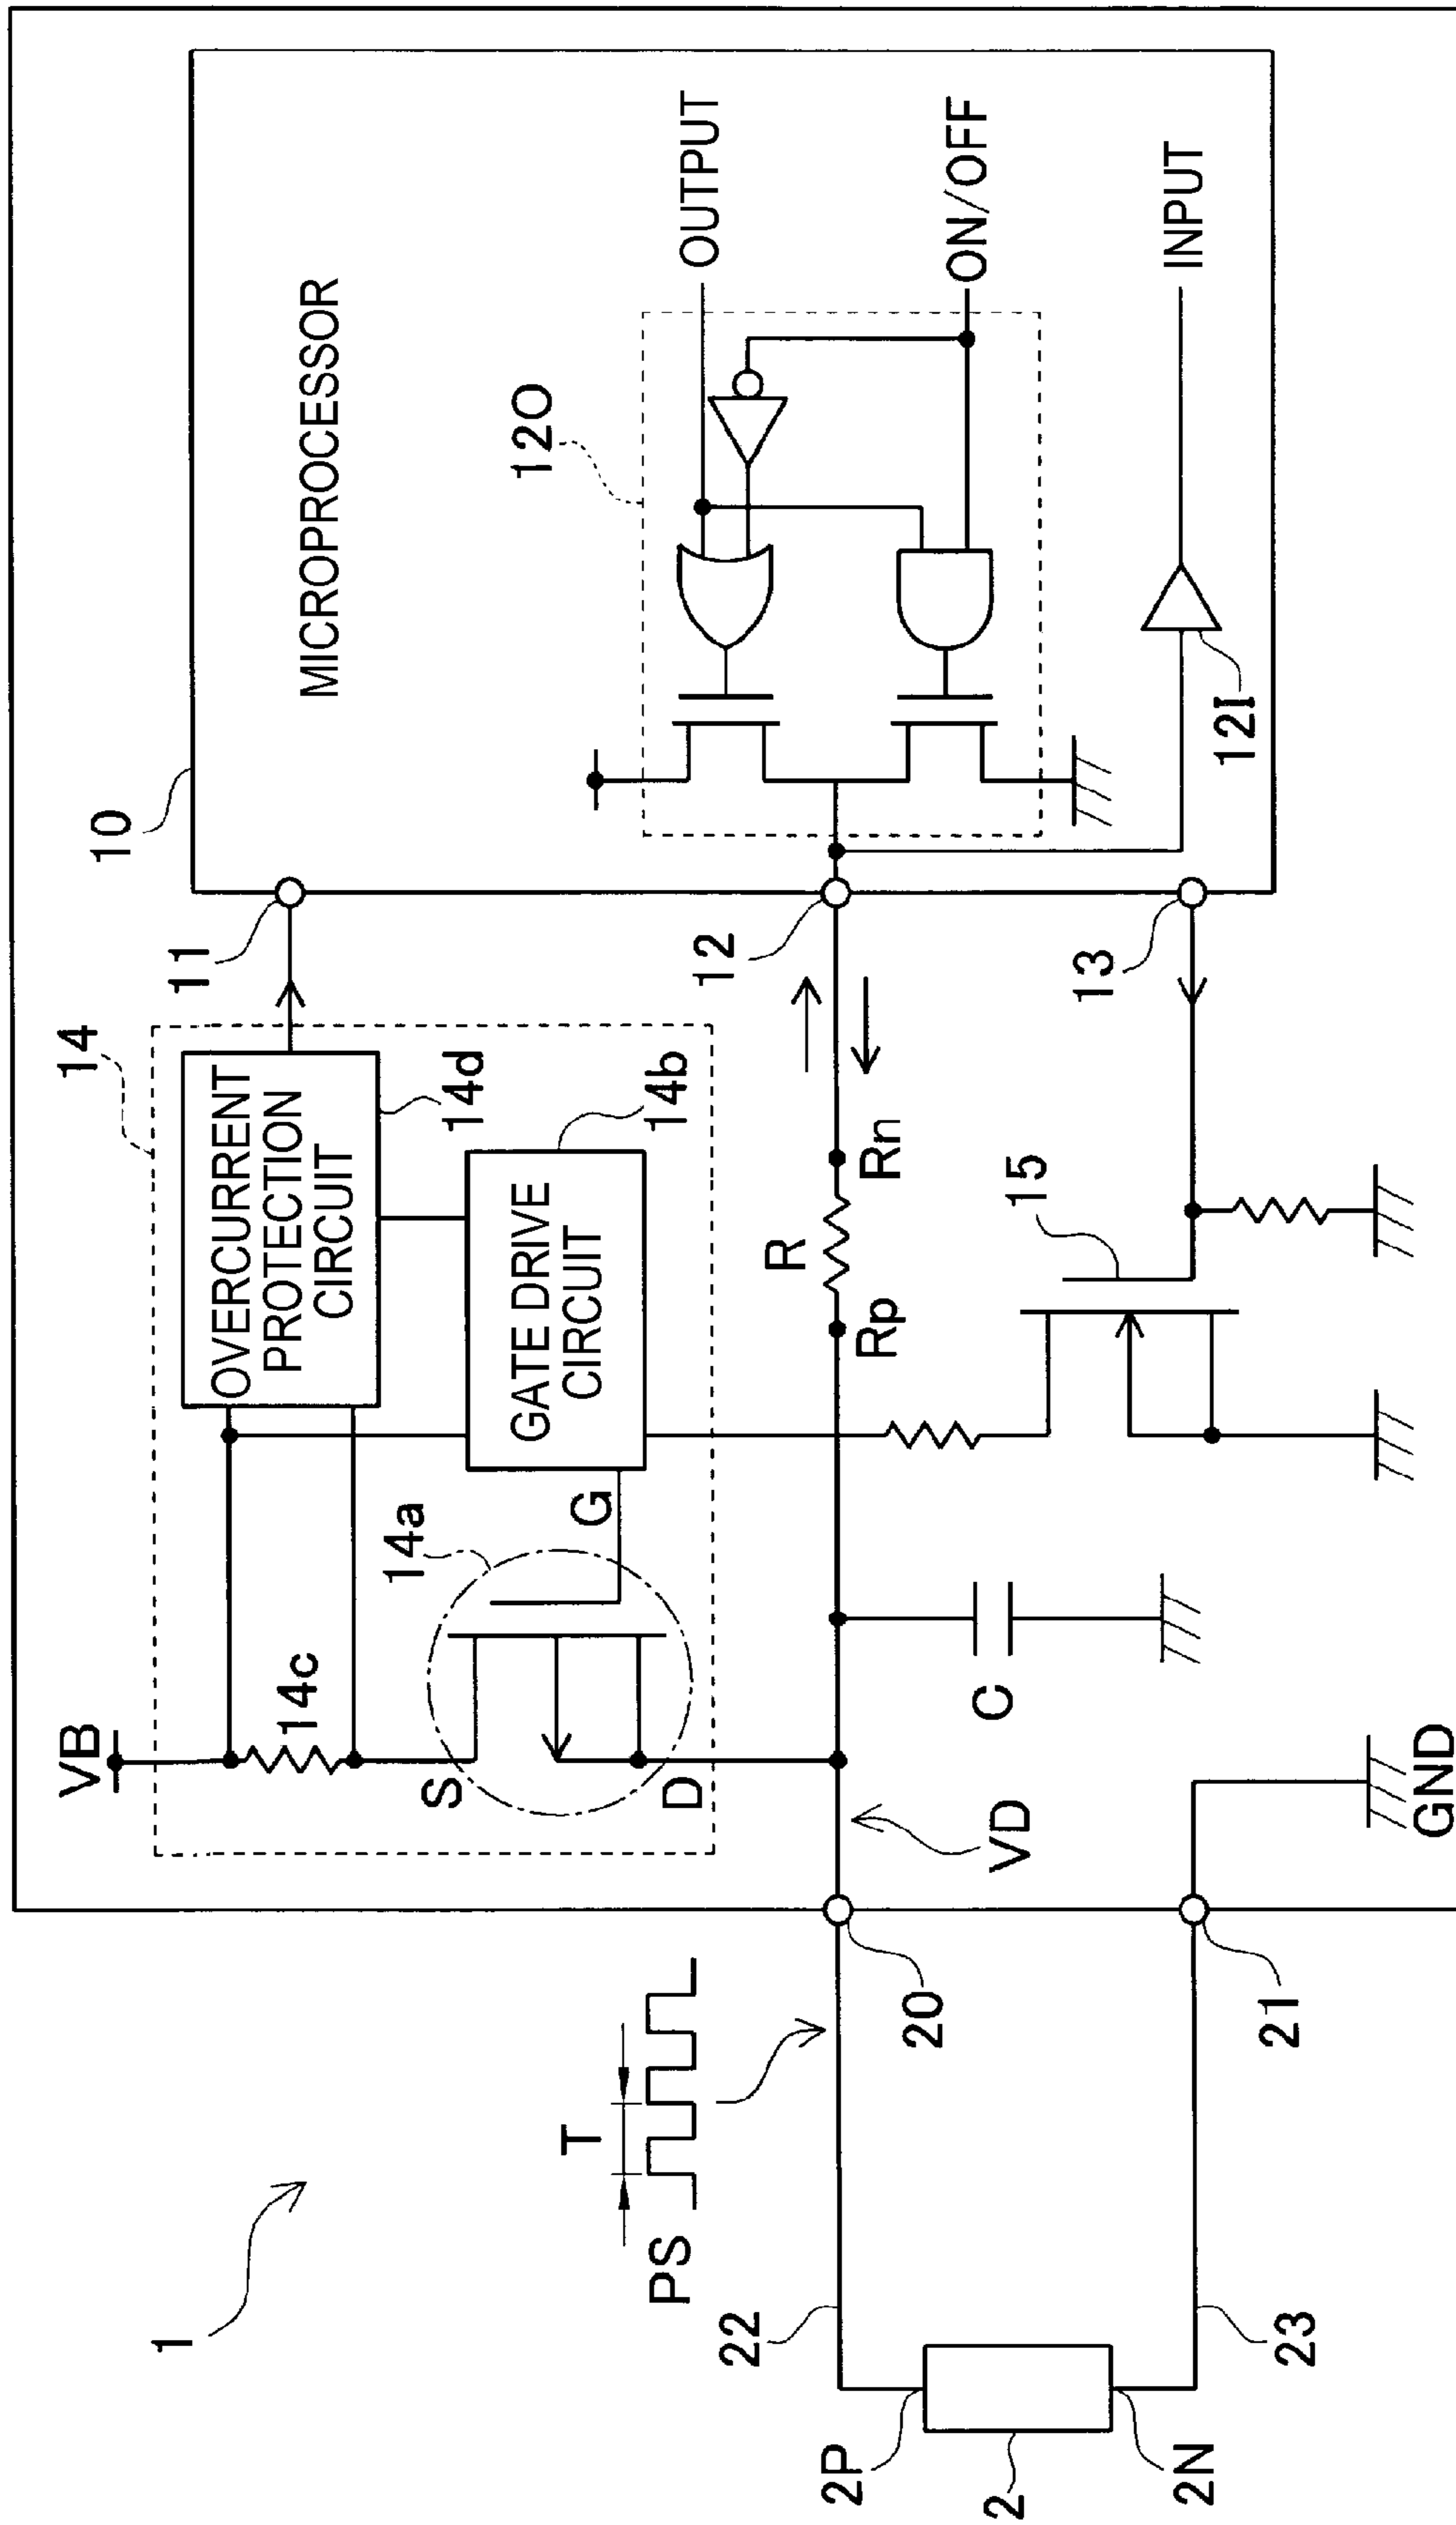 1
VB
14
14c
14a
S
D
G
OVERCURRENT
PROTECTION
CIRCUIT
14d
GATE DRIVE
CIRCUIT
14b
10
11
MICROPROCESSOR
12O
OUTPUT
ON/OFF
INPUT
12I
12
13
PS
T
22
20
VD
C
Rp
R
Rn
15
2P
2
2N
23
21
GND